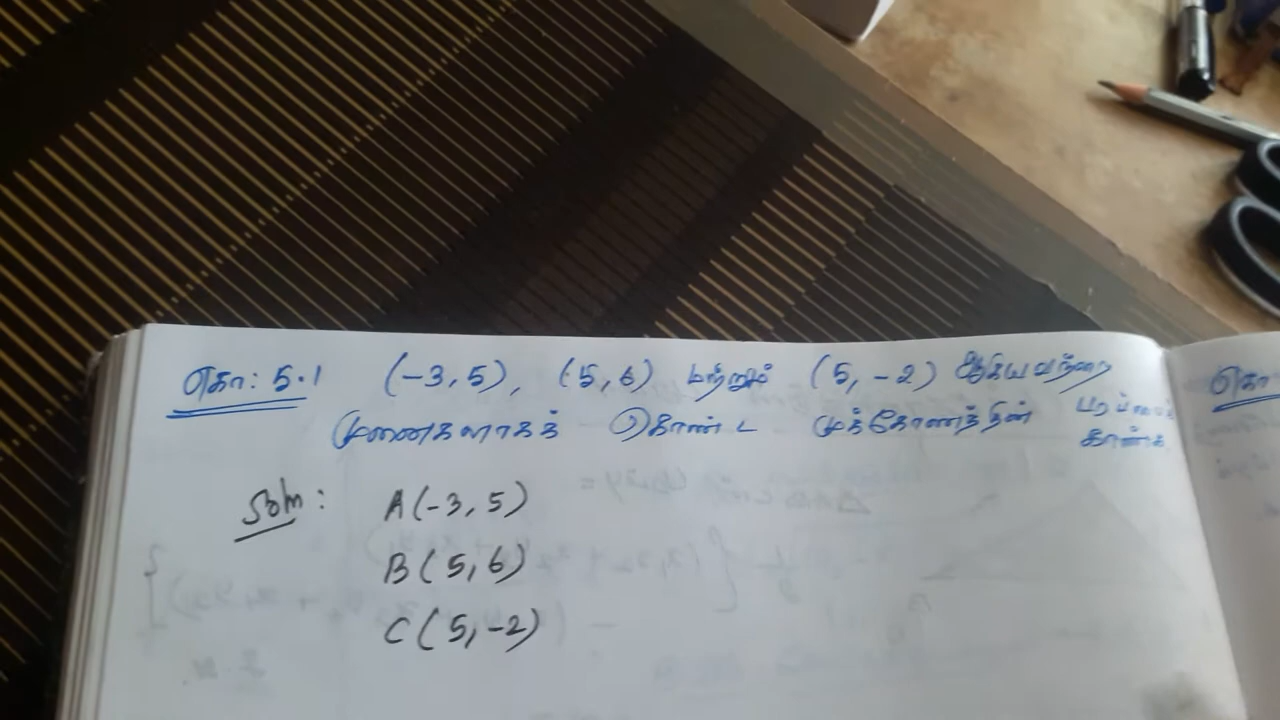 எகா: 5.1 (-3, 5), (5, 6) மற்றும் (5, -2) ஆகியவற்றை
முனைகளாகக் கொண்ட முக்கோணத்தின் பரப்பைக்
காண்க
Soln: A(-3, 5)
B(5, 6)
C(5, -2)
எகா